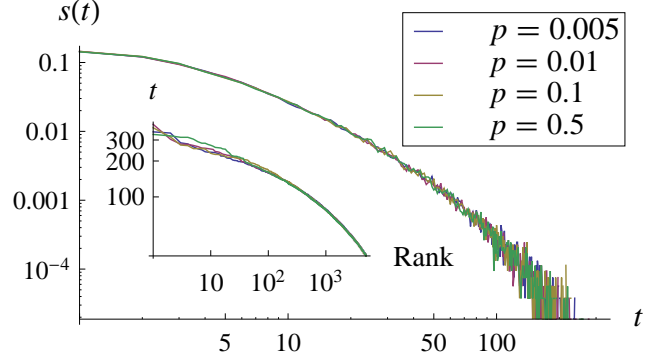 s(t)
p = 0.005
p = 0.01
p = 0.1
p = 0.5
0.1
0.01
0.001
10⁻⁴
t
300
200
100
10 10² 10³
Rank
5 10 50 100
t